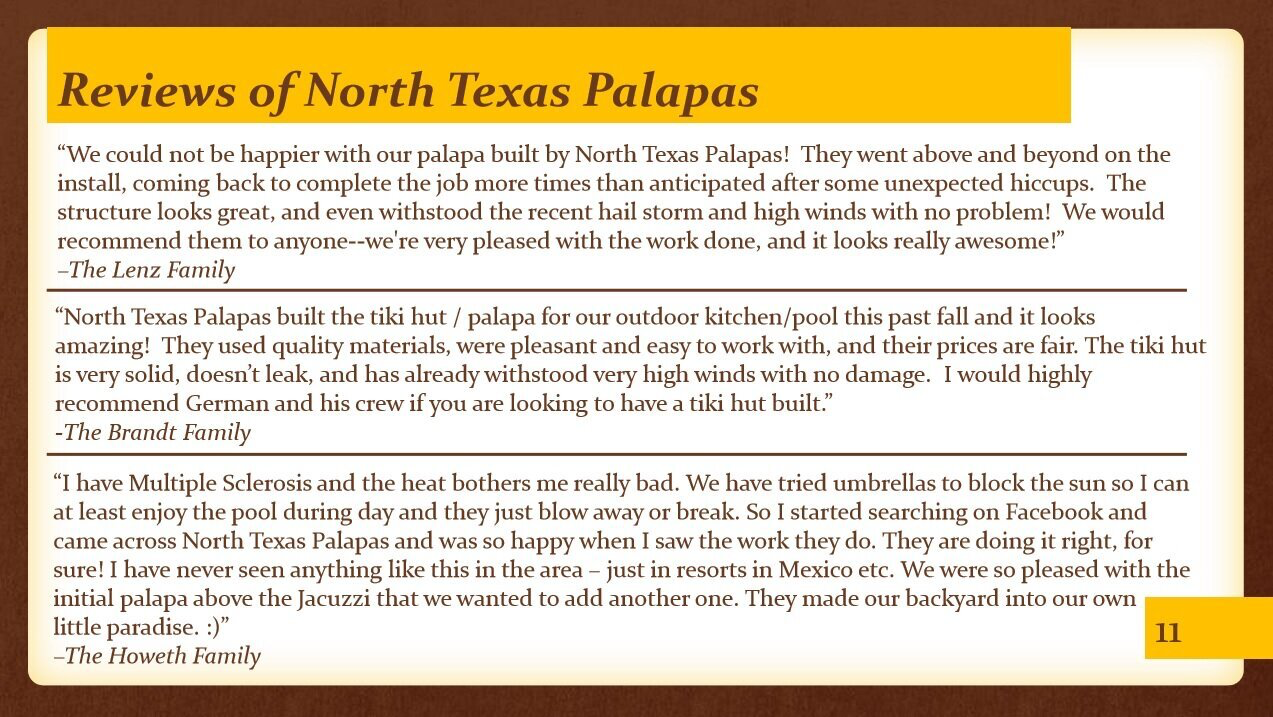 Reviews of North Texas Palapas
“We could not be happier with our palapa built by North Texas Palapas!  They went above and beyond on the
install, coming back to complete the job more times than anticipated after some unexpected hiccups.  The
structure looks great, and even withstood the recent hail storm and high winds with no problem!  We would
recommend them to anyone--we're very pleased with the work done, and it looks really awesome!”
–The Lenz Family
“North Texas Palapas built the tiki hut / palapa for our outdoor kitchen/pool this past fall and it looks
amazing!  They used quality materials, were pleasant and easy to work with, and their prices are fair. The tiki hut
is very solid, doesn’t leak, and has already withstood very high winds with no damage.  I would highly
recommend German and his crew if you are looking to have a tiki hut built.”
-The Brandt Family
“I have Multiple Sclerosis and the heat bothers me really bad. We have tried umbrellas to block the sun so I can
at least enjoy the pool during day and they just blow away or break. So I started searching on Facebook and
came across North Texas Palapas and was so happy when I saw the work they do. They are doing it right, for
sure! I have never seen anything like this in the area – just in resorts in Mexico etc. We were so pleased with the
initial palapa above the Jacuzzi that we wanted to add another one. They made our backyard into our own
little paradise. :)”
–The Howeth Family
11